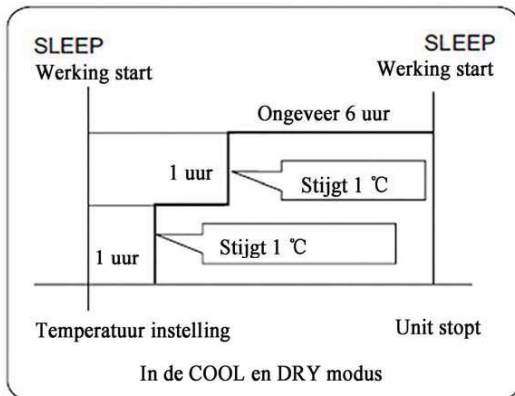 SLEEP
SLEEP
Werking start
Werking start
Ongeveer 6 uur
1 uur
Stijgt 1 ℃
1 uur
Stijgt 1 ℃
Temperatuur instelling
Unit stopt
In de COOL en DRY modus